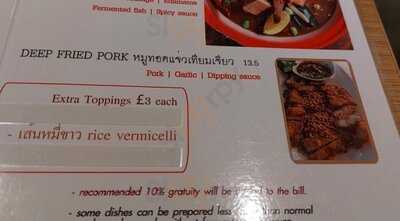 Fermented fish | Spicy sauce
DEEP FRIED PORK หมูทอดแจ่วเทียมเจียว 13.5
Pork | Garlic | Dipping sauce
Extra Toppings £3 each
- เส้นหมี่ขาว rice vermicelli
- recommended 10% gratuity will be to the bill.
- some dishes can be prepared less than normal